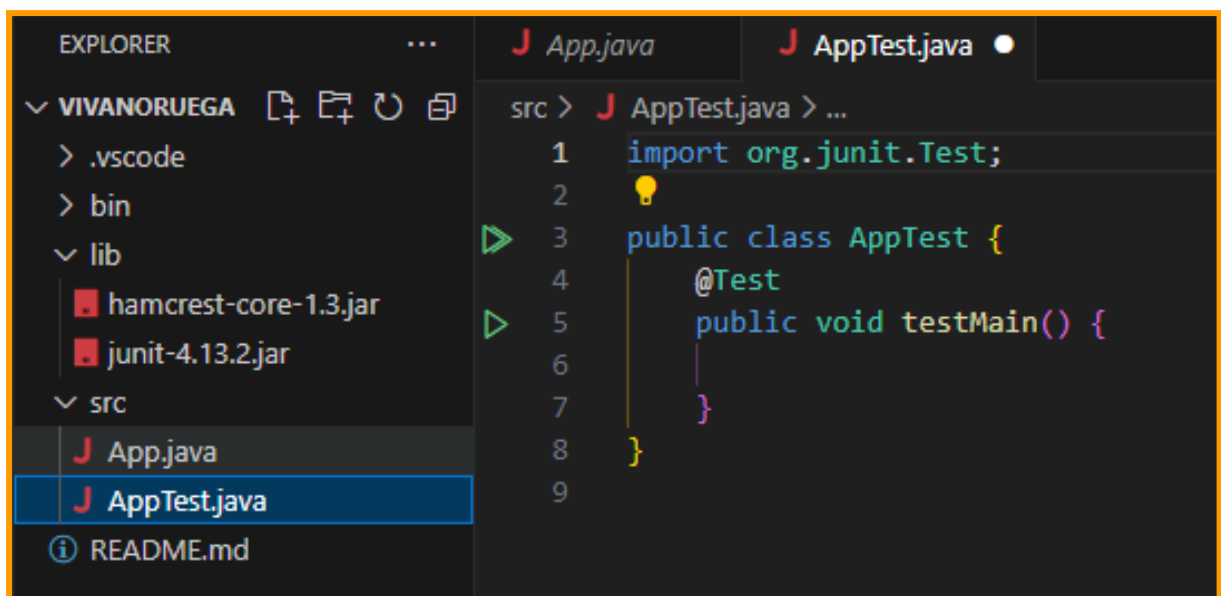 EXPLORER ...
VIVANORUEGA
.vscode
bin
lib
hamcrest-core-1.3.jar
junit-4.13.2.jar
src
J App.java
J AppTest.java
README.md
J App.java J AppTest.java
src > J AppTest.java > ...
1 import org.junit.Test;
2
3 public class AppTest {
4 @Test
5 public void testMain() {
6
7 }
8 }
9